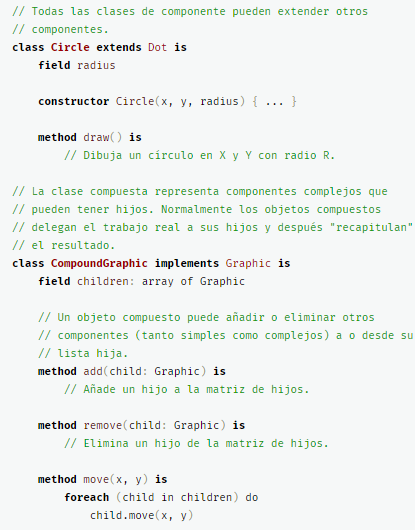 // Todas las clases de componente pueden extender otros
// componentes.
class Circle extends Dot is
    field radius

    constructor Circle(x, y, radius) { ... }

    method draw() is
        // Dibuja un círculo en X y Y con radio R.

// La clase compuesta representa componentes complejos que
// pueden tener hijos. Normalmente los objetos compuestos
// delegan el trabajo real a sus hijos y después "recapitulan"
// el resultado.
class CompoundGraphic implements Graphic is
    field children: array of Graphic

    // Un objeto compuesto puede añadir o eliminar otros
    // componentes (tanto simples como complejos) a o desde su
    // lista hija.
    method add(child: Graphic) is
        // Añade un hijo a la matriz de hijos.

    method remove(child: Graphic) is
        // Elimina un hijo de la matriz de hijos.

    method move(x, y) is
        foreach (child in children) do
            child.move(x, y)